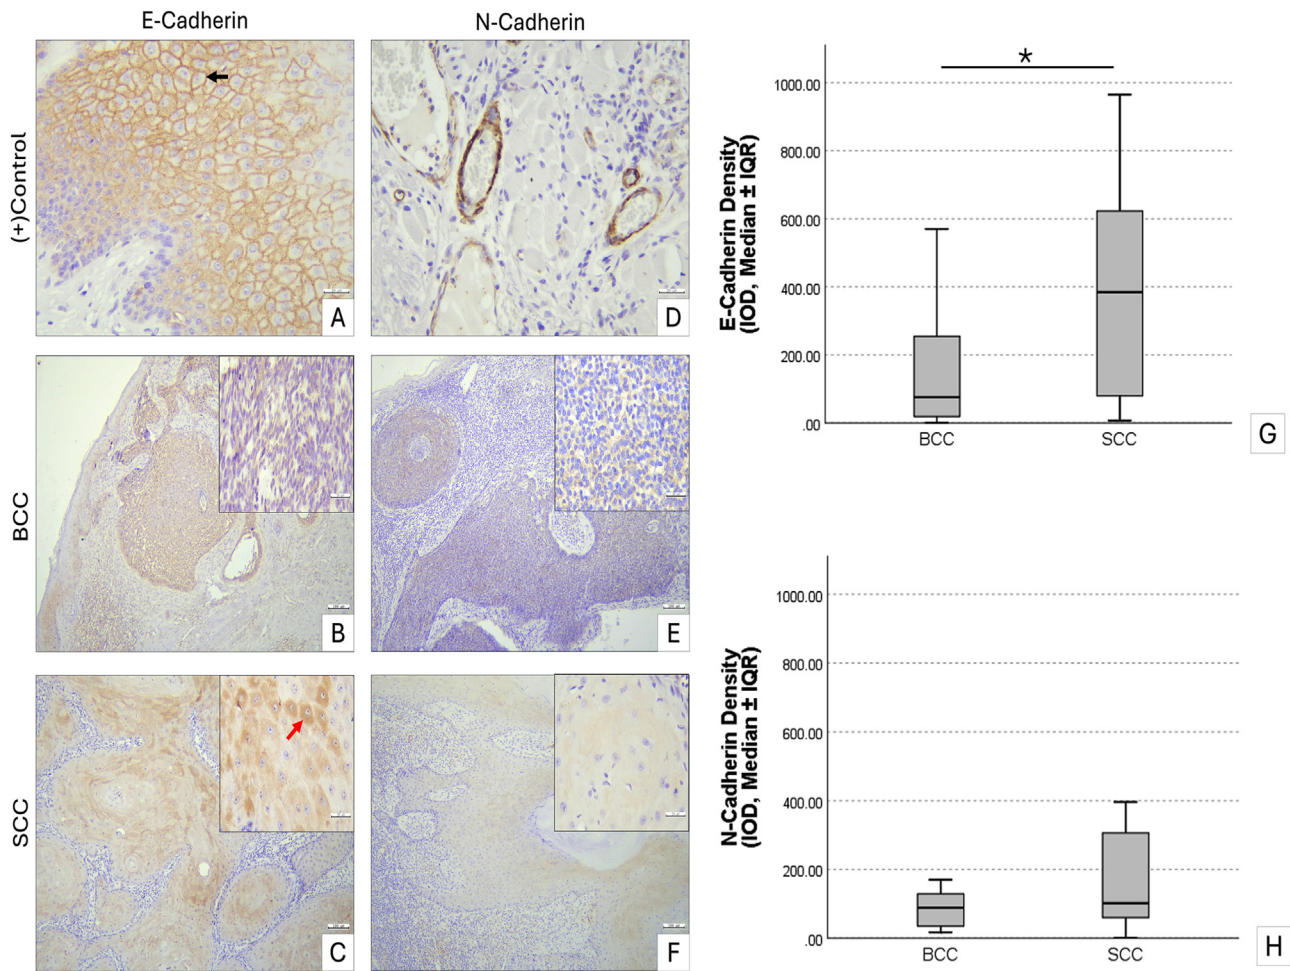 E-Cadherin
N-Cadherin
(+)Control
A
D
BCC
B
E
SCC
C
F
E-Cadherin Density
(IOD, Median ± IQR)
*
1000.00
800.00
600.00
400.00
200.00
.00
BCC
SCC
G
N-Cadherin Density
(IOD, Median ± IQR)
1000.00
800.00
600.00
400.00
200.00
.00
BCC
SCC
H